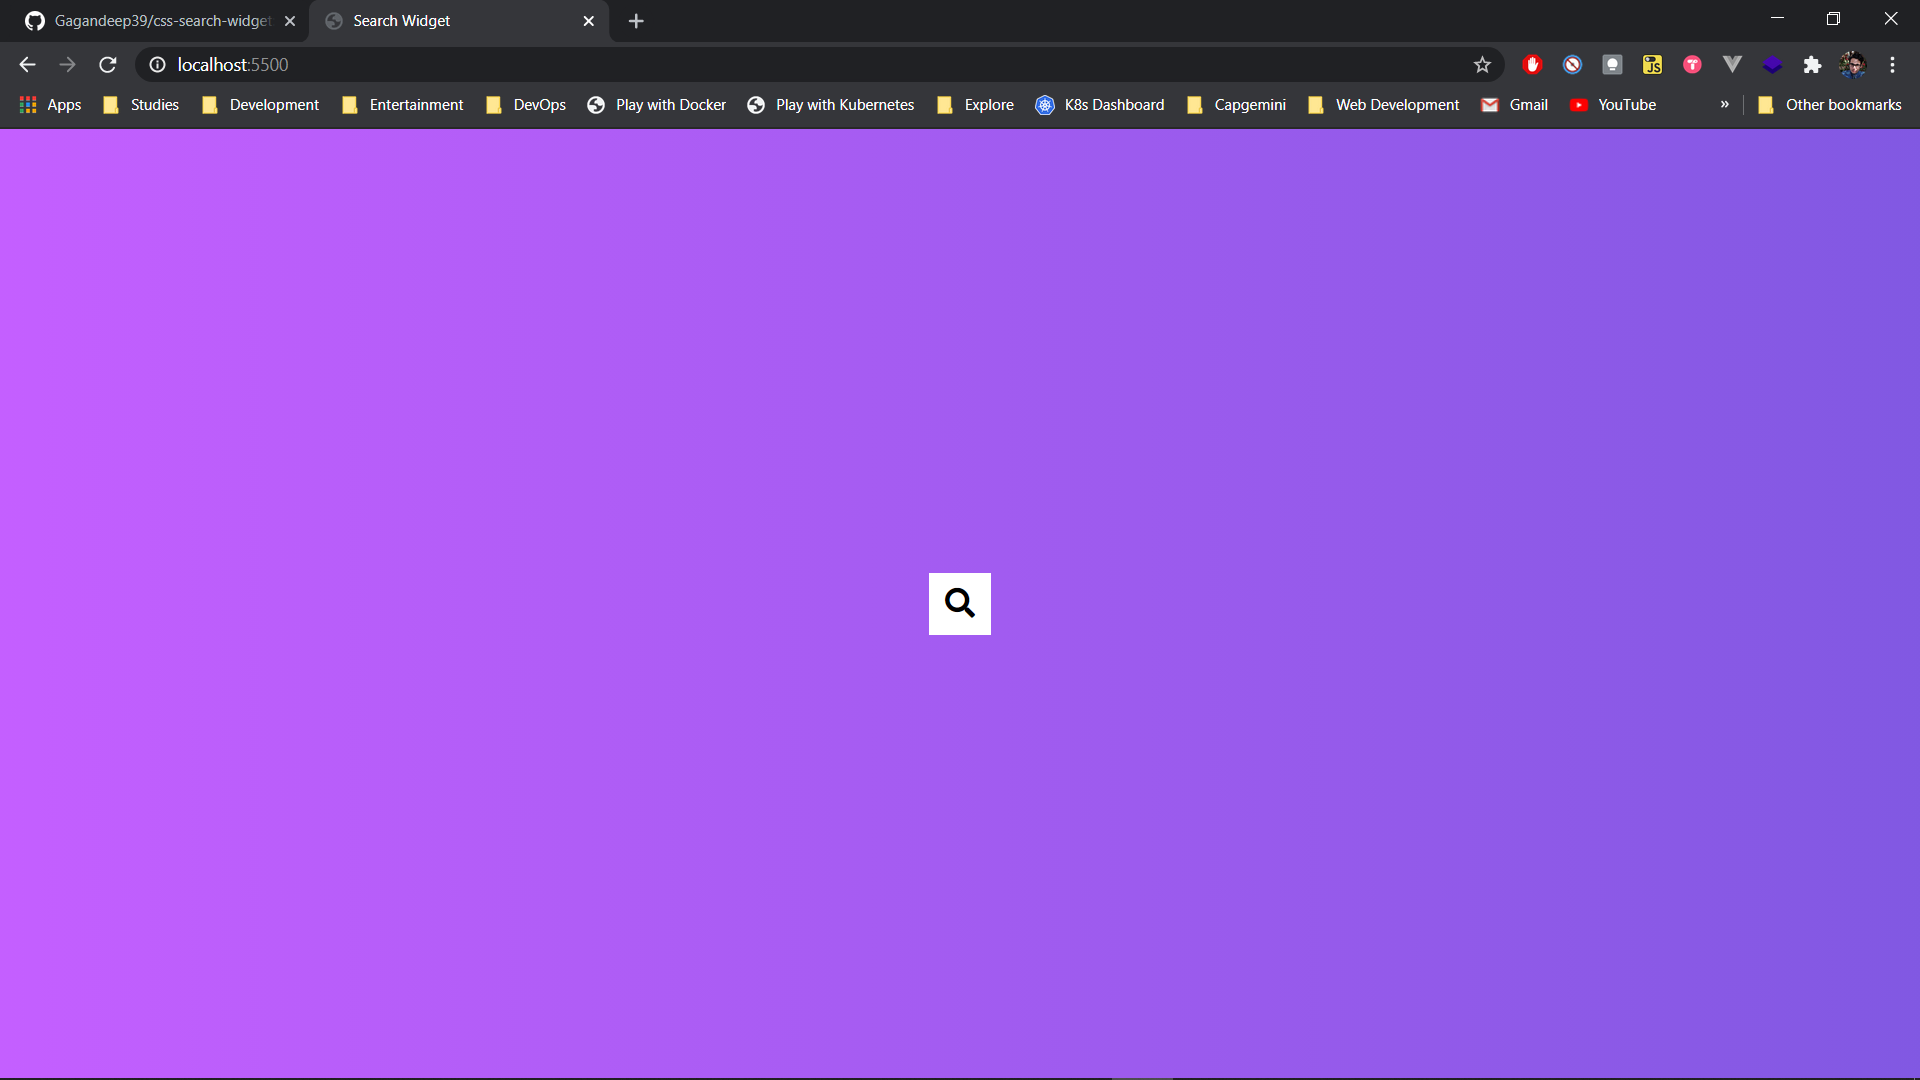 Gagandeep39/css-search-widget
Search Widget
localhost:5500
JS
Apps
Studies
Development
Entertainment
DevOps
Play with Docker
Play with Kubernetes
Explore
K8s Dashboard
Capgemini
Web Development
Gmail
YouTube
»
Other bookmarks